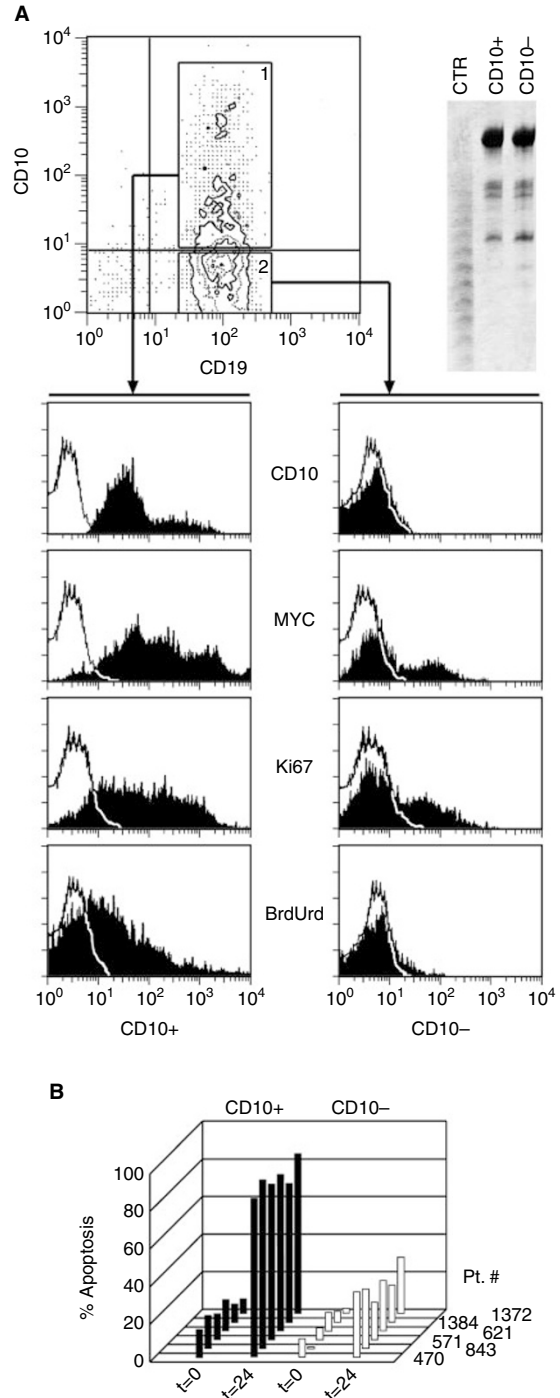 A
CTR
CD10+
CD10–
10⁴
10³
10²
10¹
10⁰
CD10
1
2
10⁰ 10¹ 10² 10³ 10⁴
CD19
CD10
MYC
Ki67
BrdUrd
10⁰ 10¹ 10² 10³ 10⁴
CD10+
10⁰ 10¹ 10² 10³ 10⁴
CD10–
B
CD10+ CD10–
100
80
60
40
20
0
% Apoptosis
t=0
t=24
t=0
t=24
Pt. #
1384 1372
571 621
470 843